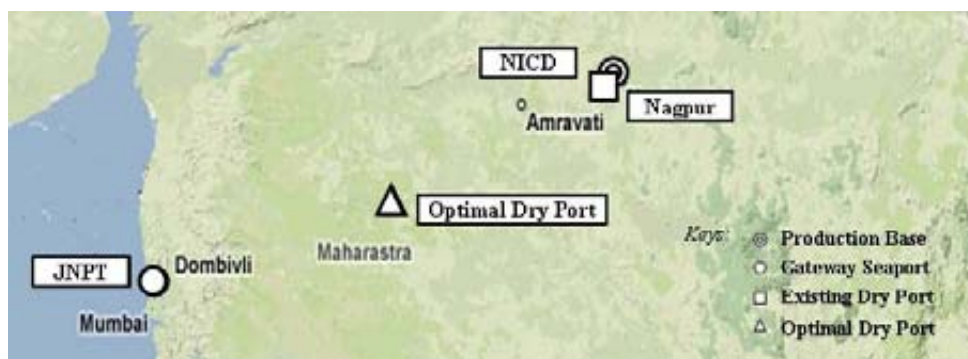 NICD
Nagpur
Amravati
Optimal Dry Port
Maharastra
JNPT
Dombivli
Mumbai
Keys:
Production Base
Gateway Seaport
Existing Dry Port
Optimal Dry Port